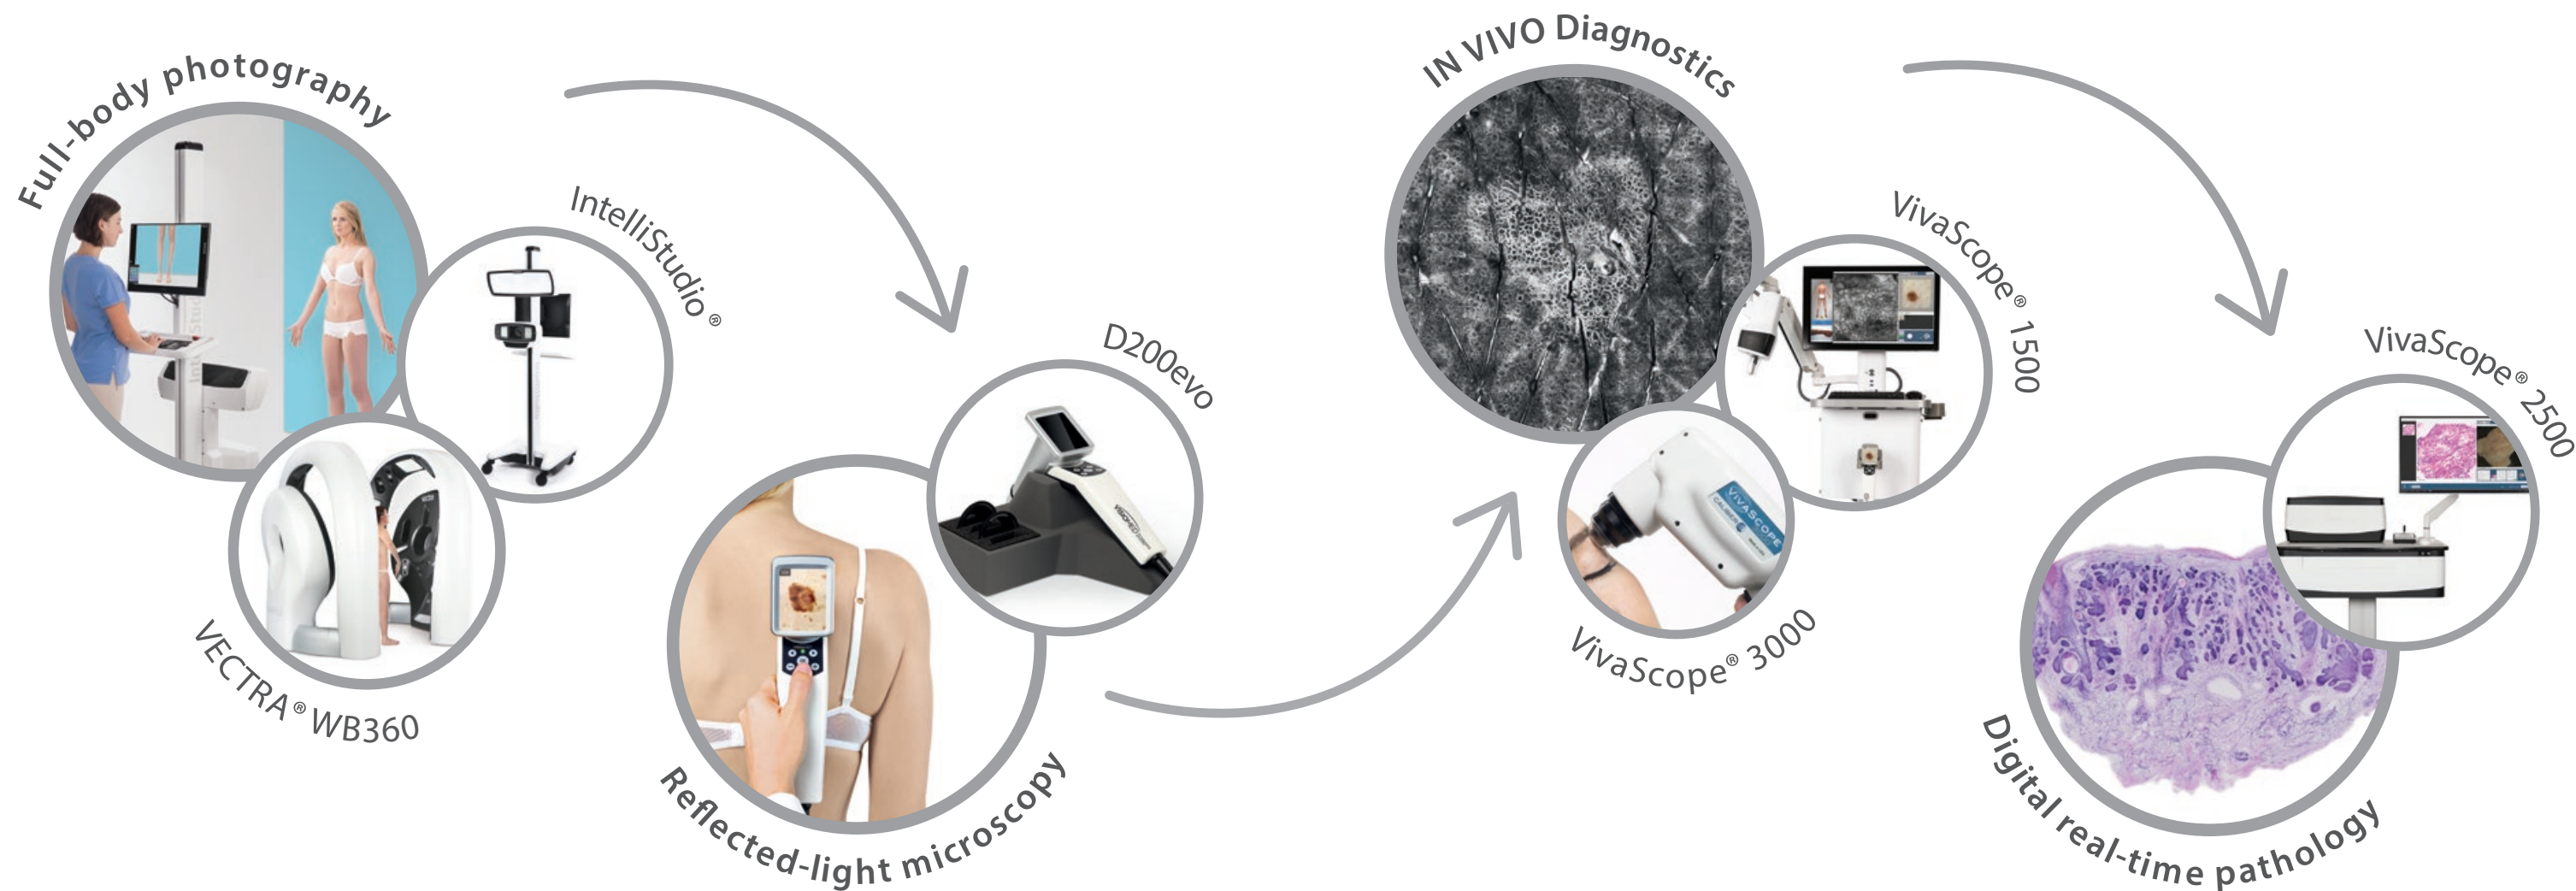 Full-body photography
IntelliStudio®
VECTRA® WB360
D200evo
Reflected-light microscopy
IN VIVO Diagnostics
VivaScope® 1500
VIVASCOPE
VivaScope® 3000
VivaScope® 2500
Digital real-time pathology